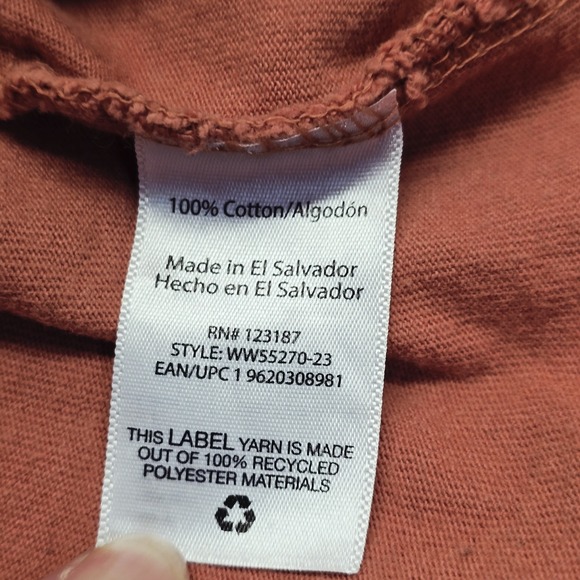 100% Cotton/Algodón
Made in El Salvador
Hecho en El Salvador
RN# 123187
STYLE: WW55270-23
EAN/UPC 1 9620308981
THIS LABEL YARN IS MADE
OUT OF 100% RECYCLED
POLYESTER MATERIALS